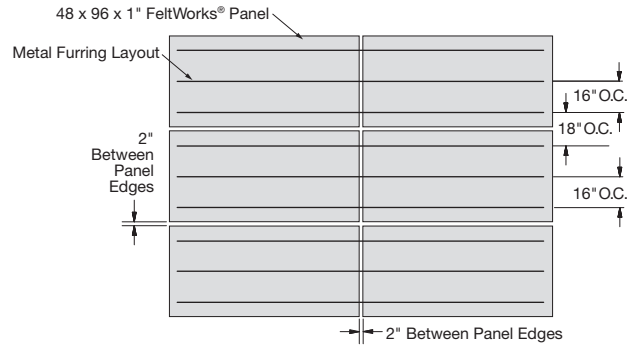 48 x 96 x 1" FeltWorks® Panel
Metal Furring Layout
16" O.C.
18" O.C.
2"
Between
Panel
Edges
16" O.C.
2" Between Panel Edges